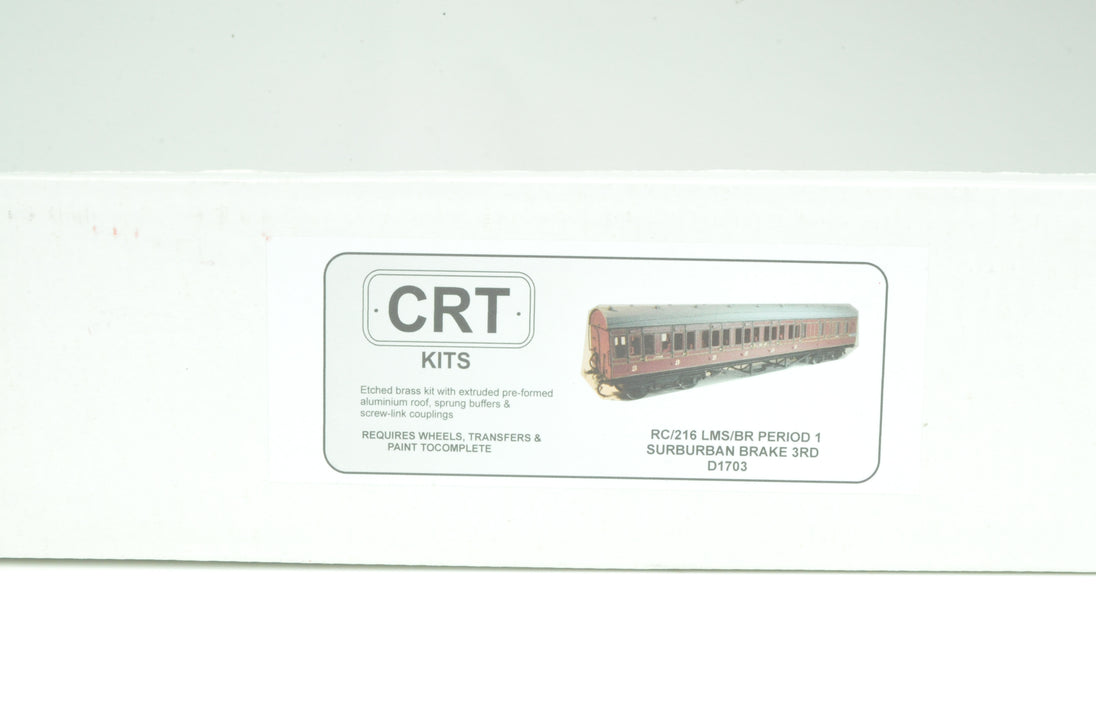 CRT
KITS
Etched brass kit with extruded pre-formed
aluminium roof, sprung buffers &
screw-link couplings
REQUIRES WHEELS, TRANSFERS &
PAINT TOCOMPLETE
RC/216 LMS/BR PERIOD 1
SURBURBAN BRAKE 3RD
D1703